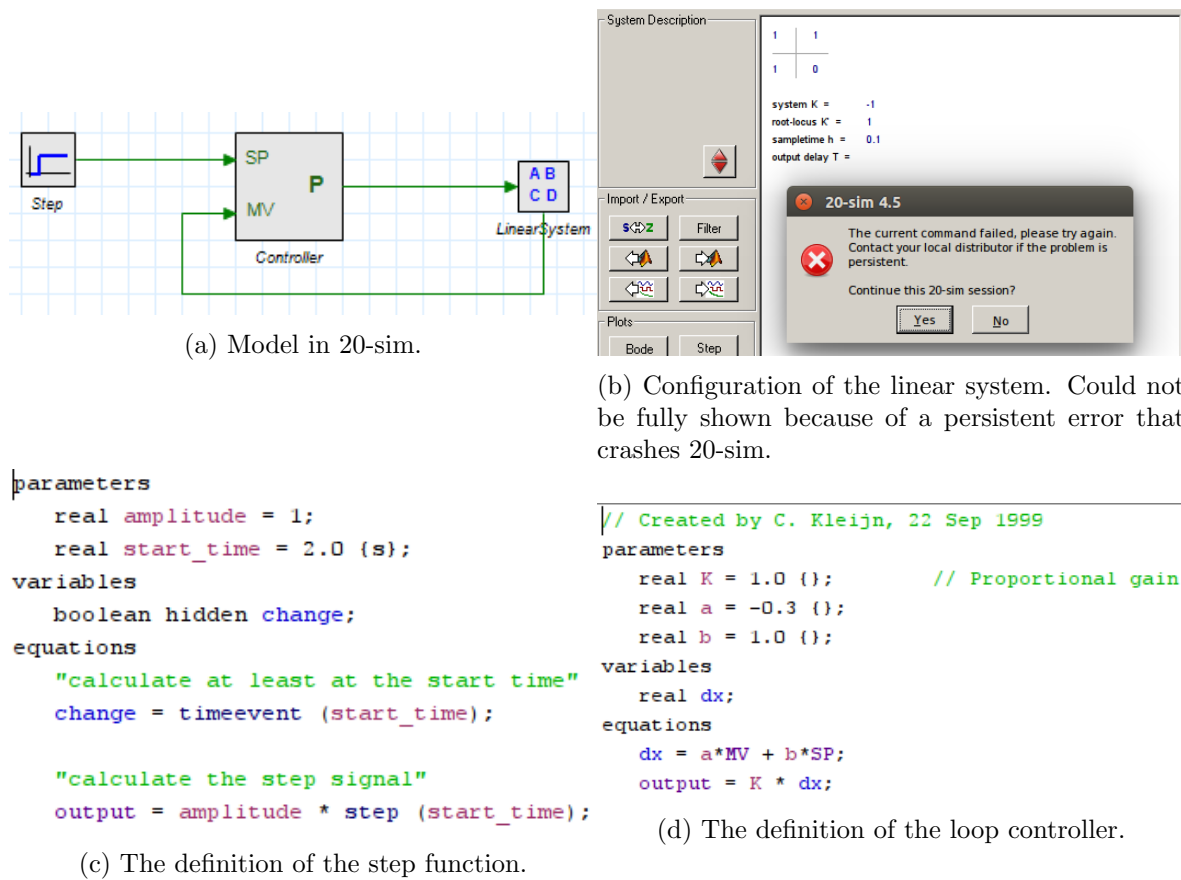 SP
P
MV
Step
Controller
A B
C D
LinearSystem
(a) Model in 20-sim.
System Description
Import / Export
S Z
Filter
Plots
Bode
Step
1 1
1 0
system K = -1
root-locus K' = 1
sampletime h = 0.1
output delay T =
20-sim 4.5
The current command failed, please try again.
Contact your local distributor if the problem is
persistent.
Continue this 20-sim session?
Yes No
(b) Configuration of the linear system. Could not
be fully shown because of a persistent error that
crashes 20-sim.
parameters
real amplitude = 1;
real start_time = 2.0 {s};
variables
boolean hidden change;
equations
"calculate at least at the start time"
change = timeevent (start_time);
"calculate the step signal"
output = amplitude * step (start_time);
(c) The definition of the step function.
// Created by C. Kleijn, 22 Sep 1999
parameters
real K = 1.0 {}; // Proportional gain
real a = -0.3 {};
real b = 1.0 {};
variables
real dx;
equations
dx = a*MV + b*SP;
output = K * dx;
(d) The definition of the loop controller.